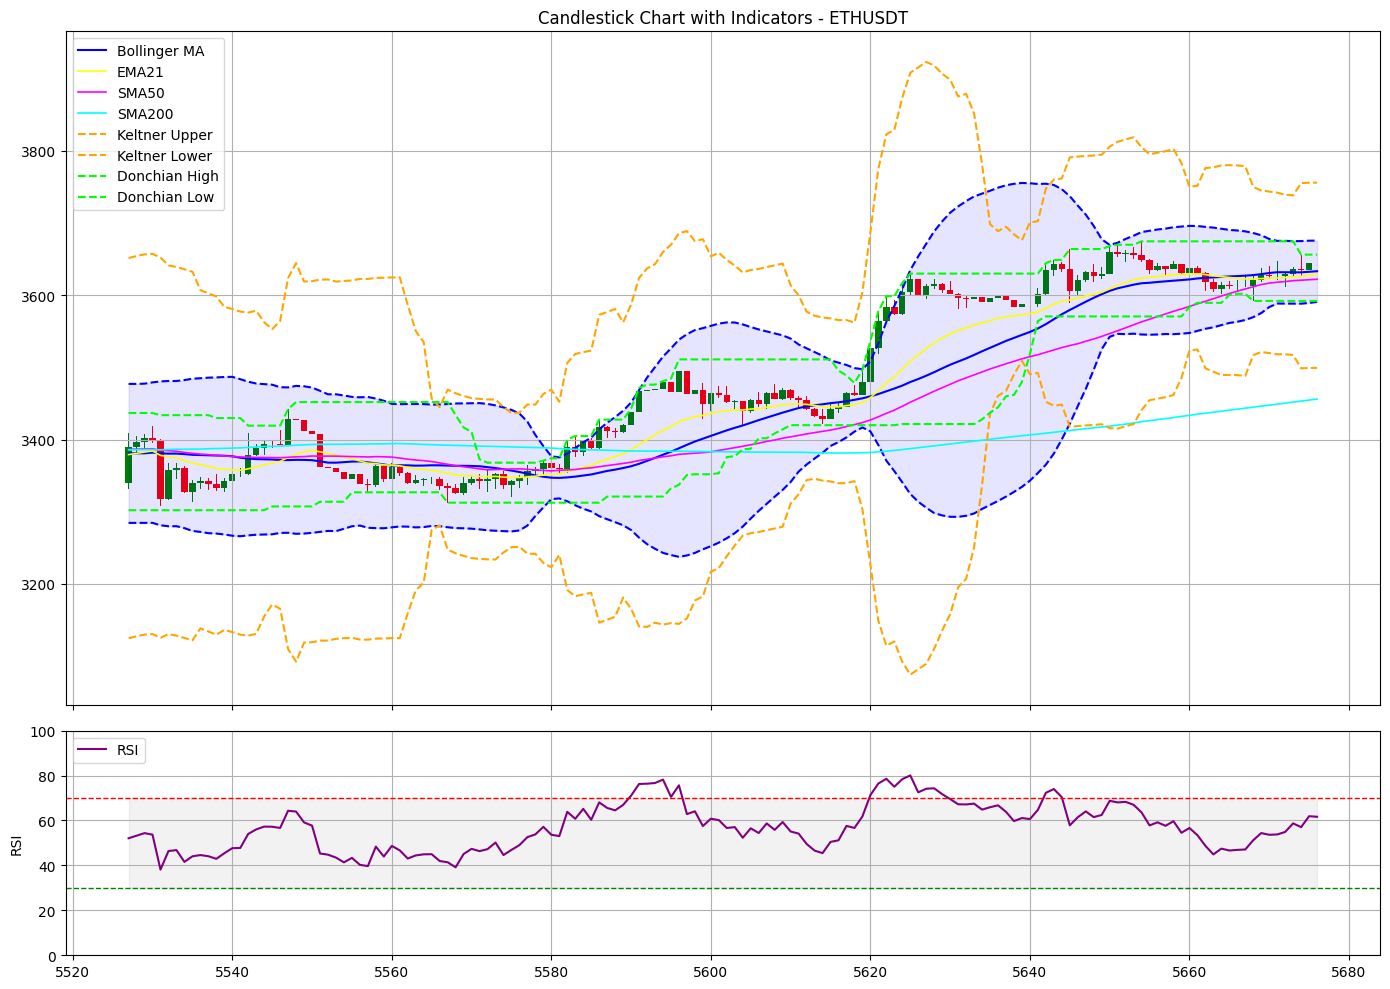 Candlestick Chart with Indicators - ETHUSDT
Bollinger MA
EMA21
SMA50
SMA200
Keltner Upper
Keltner Lower
Donchian High
Donchian Low
3800
3600
3400
3200
100
80
60
40
20
0
RSI
RSI
5520
5540
5560
5580
5600
5620
5640
5660
5680